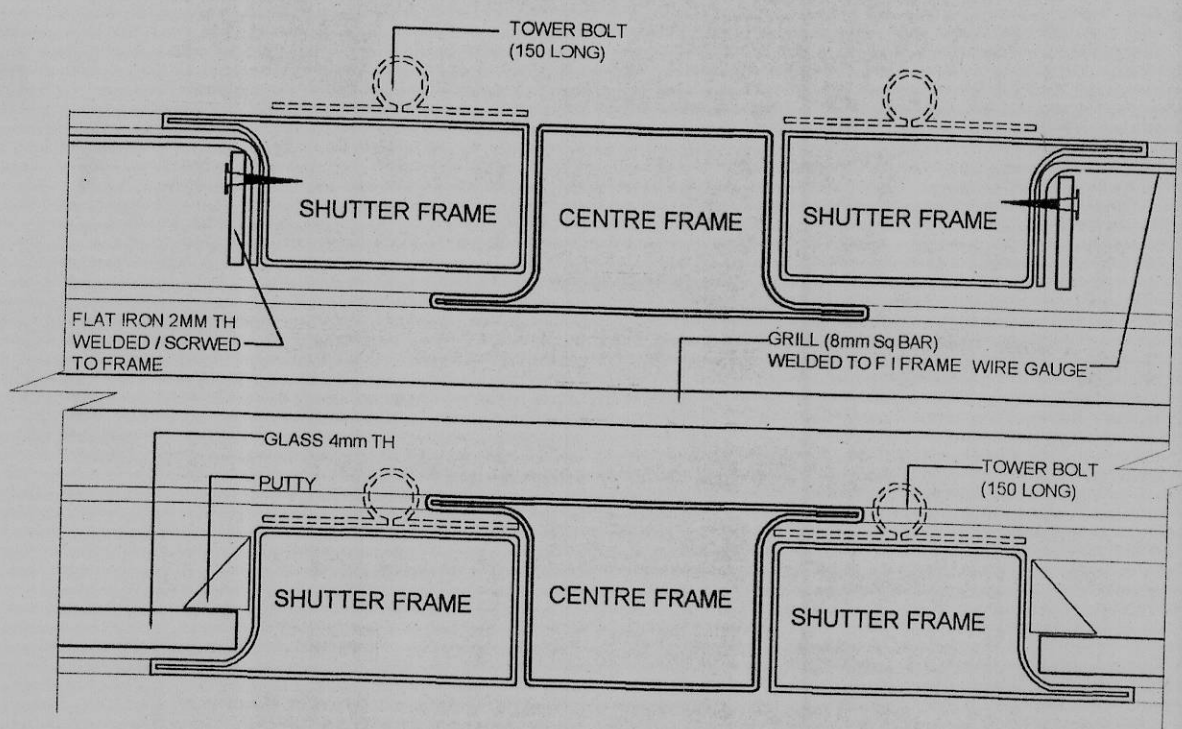 TOWER BOLT
(150 LONG)
SHUTTER FRAME
CENTRE FRAME
SHUTTER FRAME
FLAT IRON 2MM TH
WELDED / SCRWED
TO FRAME
GRILL (8mm Sq BAR)
WELDED TO F I FRAME
WIRE GAUGE
GLASS 4mm TH
PUTTY
TOWER BOLT
(150 LONG)
SHUTTER FRAME
CENTRE FRAME
SHUTTER FRAME